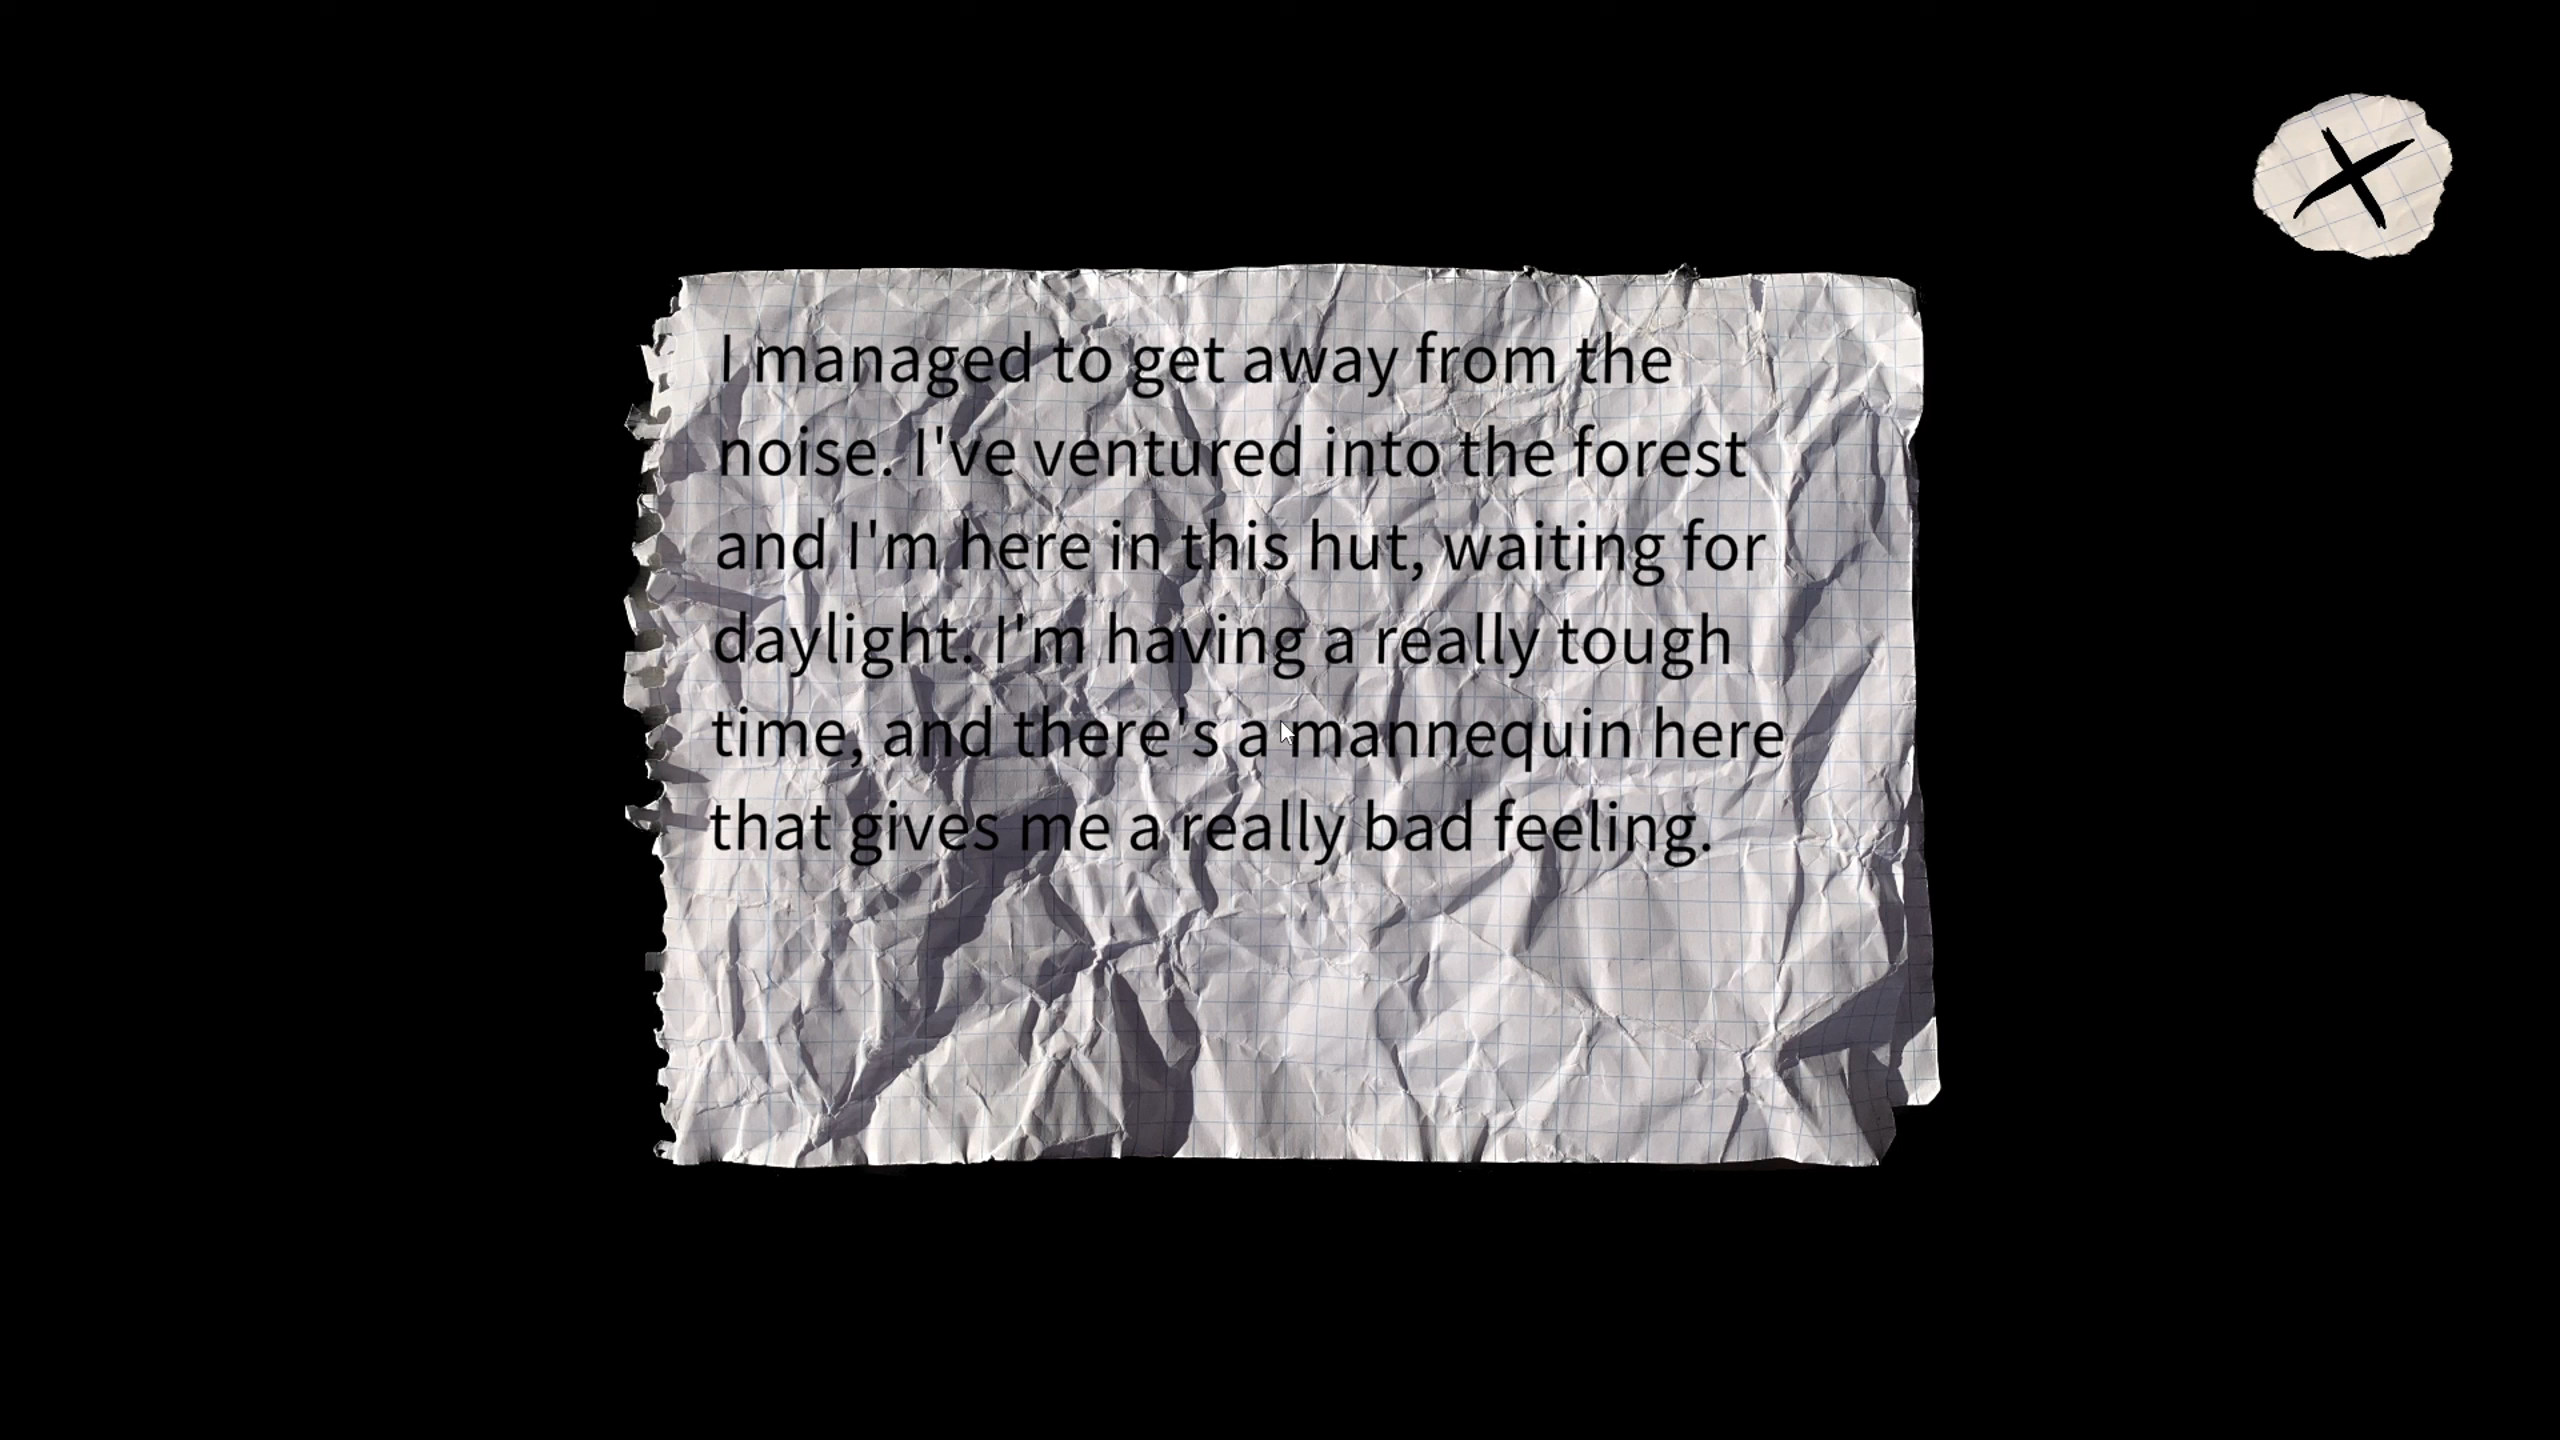 I managed to get away from the
noise. I've ventured into the forest
and I'm here in this hut, waiting for
daylight. I'm having a really tough
time, and there's a mannequin here
that gives me a really bad feeling.